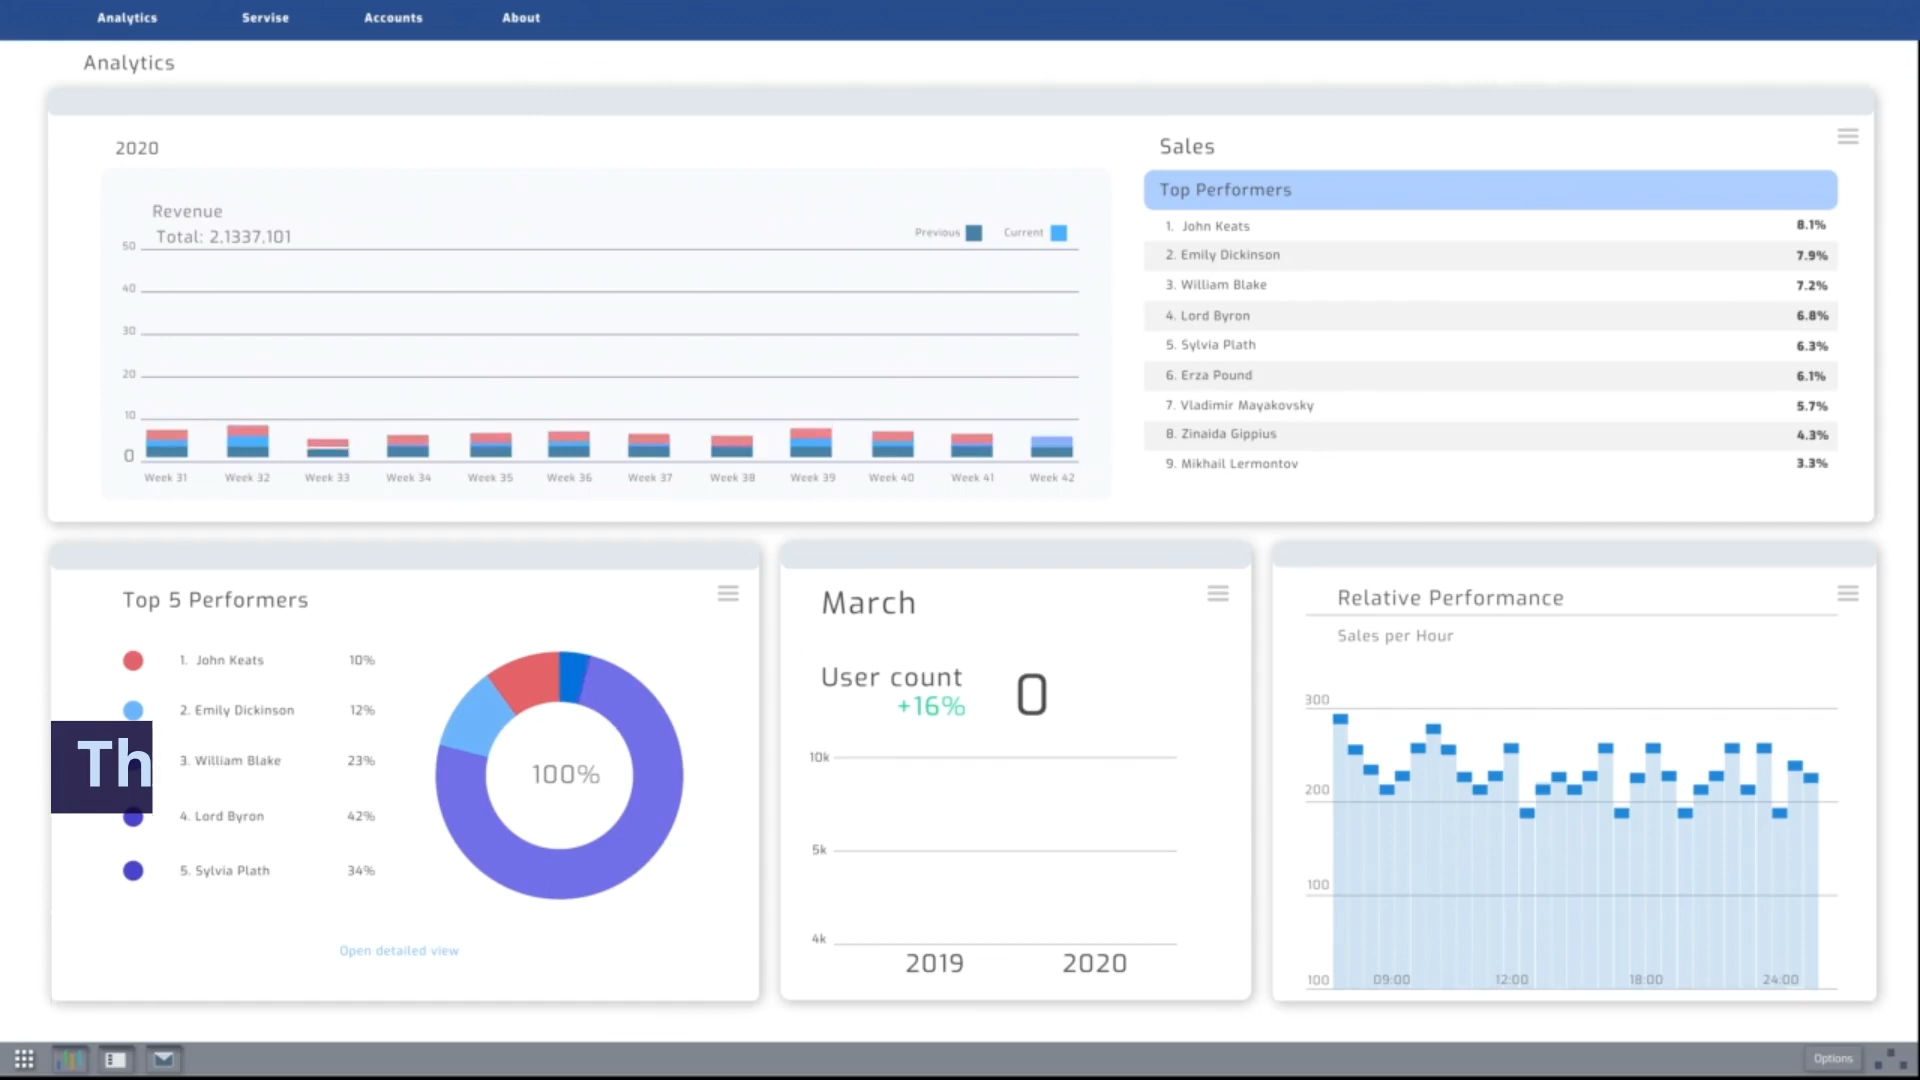 Analytics Servise Accounts About
Analytics
2020
Revenue
Total: 2,1337,101
Previous Current
50
40
30
20
10
0
Week 31 Week 32 Week 33 Week 34 Week 35 Week 36 Week 37 Week 38 Week 39 Week 40 Week 41 Week 42
Sales
Top Performers
1. John Keats 8.1%
2. Emily Dickinson 7.9%
3. William Blake 7.2%
4. Lord Byron 6.8%
5. Sylvia Plath 6.3%
6. Erza Pound 6.1%
7. Vladimir Mayakovsky 5.7%
8. Zinaida Gippius 4.3%
9. Mikhail Lermontov 3.3%
Top 5 Performers
1. John Keats 10%
2. Emily Dickinson 12%
3. William Blake 23%
4. Lord Byron 42%
5. Sylvia Plath 34%
Th
100%
Open detailed view
March
User count 0
+16%
10k
5k
4k
2019 2020
Relative Performance
Sales per Hour
300
200
100
100 09:00 12:00 18:00 24:00
Options